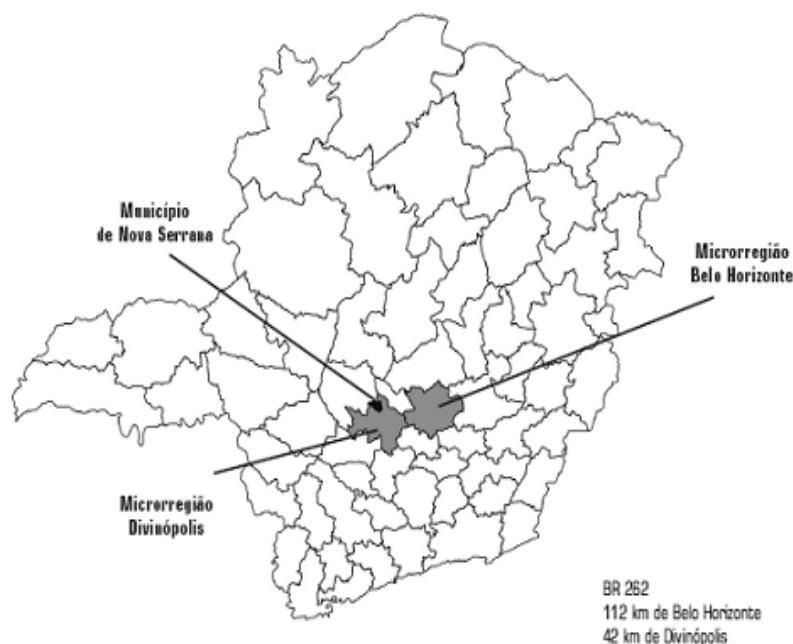 Município
de Nova Serrana
Microrregião
Belo Horizonte
Microrregião
Divinópolis
BR 262
112 km de Belo Horizonte
42 km de Divinópolis